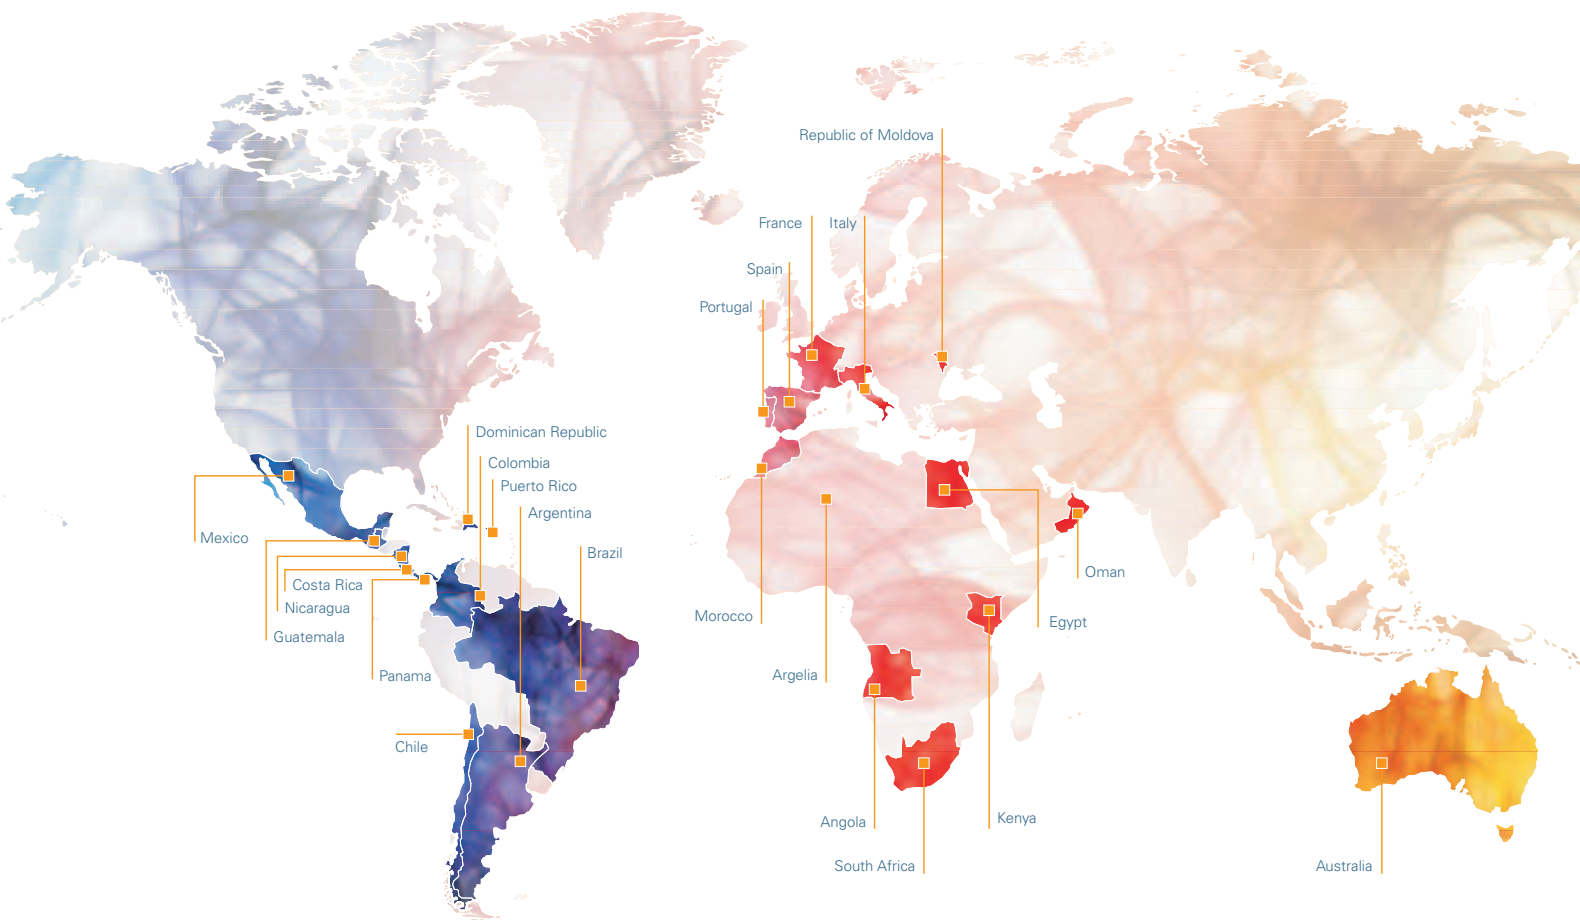 Republic of Moldova
France
Italy
Spain
Portugal
Dominican Republic
Colombia
Puerto Rico
Argentina
Mexico
Brazil
Costa Rica
Nicaragua
Guatemala
Panama
Chile
Oman
Morocco
Egypt
Argelia
Angola
Kenya
South Africa
Australia